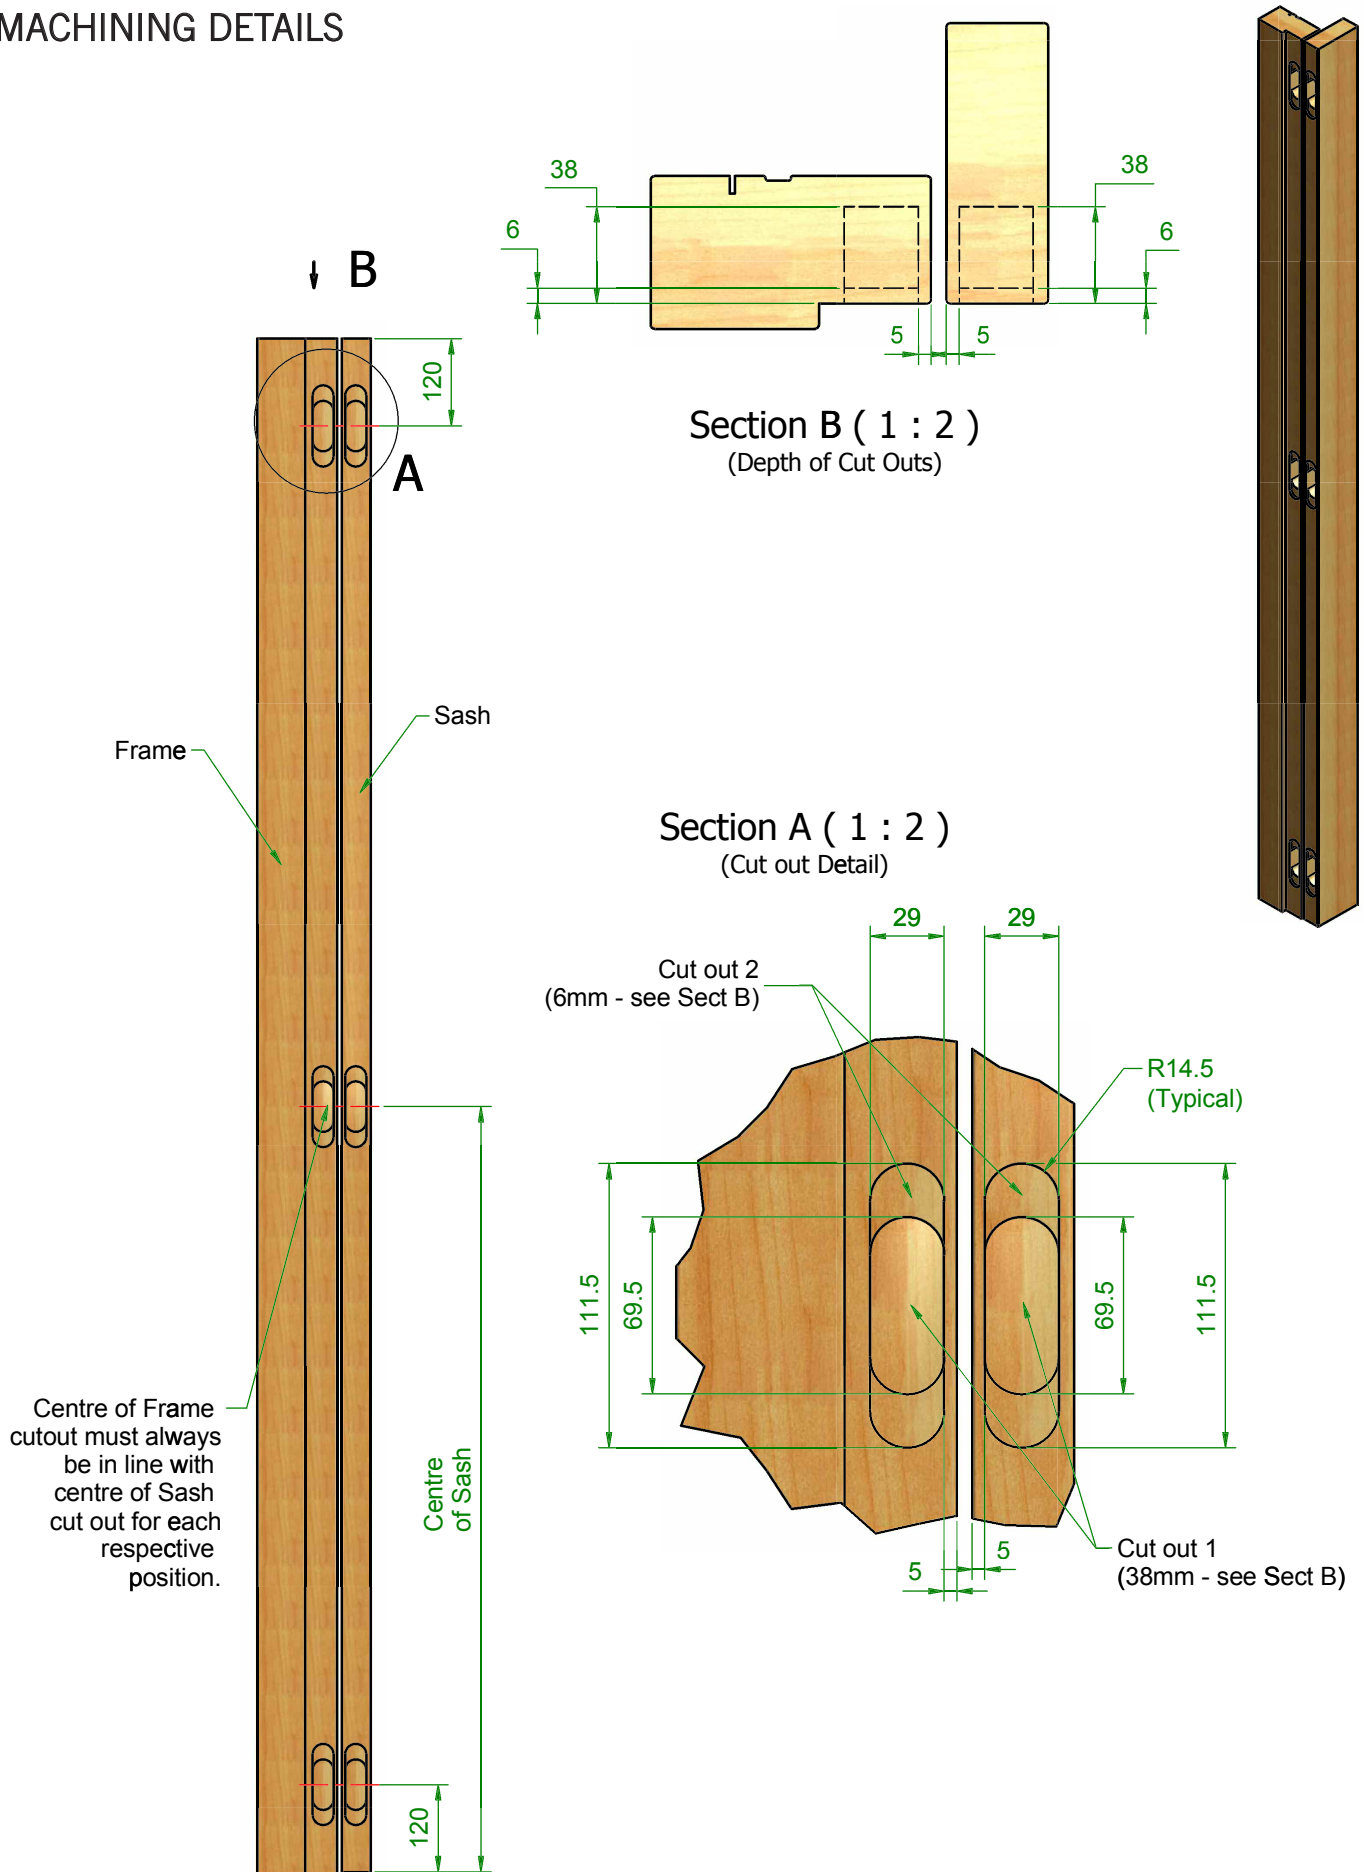 MACHINING DETAILS
38
6
38
6
5
5
Section B ( 1 : 2 )
(Depth of Cut Outs)
B
120
A
Frame
Sash
Centre of Frame
cutout must always
be in line with
centre of Sash
cut out for each
respective
position.
Centre
of Sash
120
Section A ( 1 : 2 )
(Cut out Detail)
29
29
Cut out 2
(6mm - see Sect B)
R14.5
(Typical)
111.5
69.5
69.5
111.5
5
5
Cut out 1
(38mm - see Sect B)